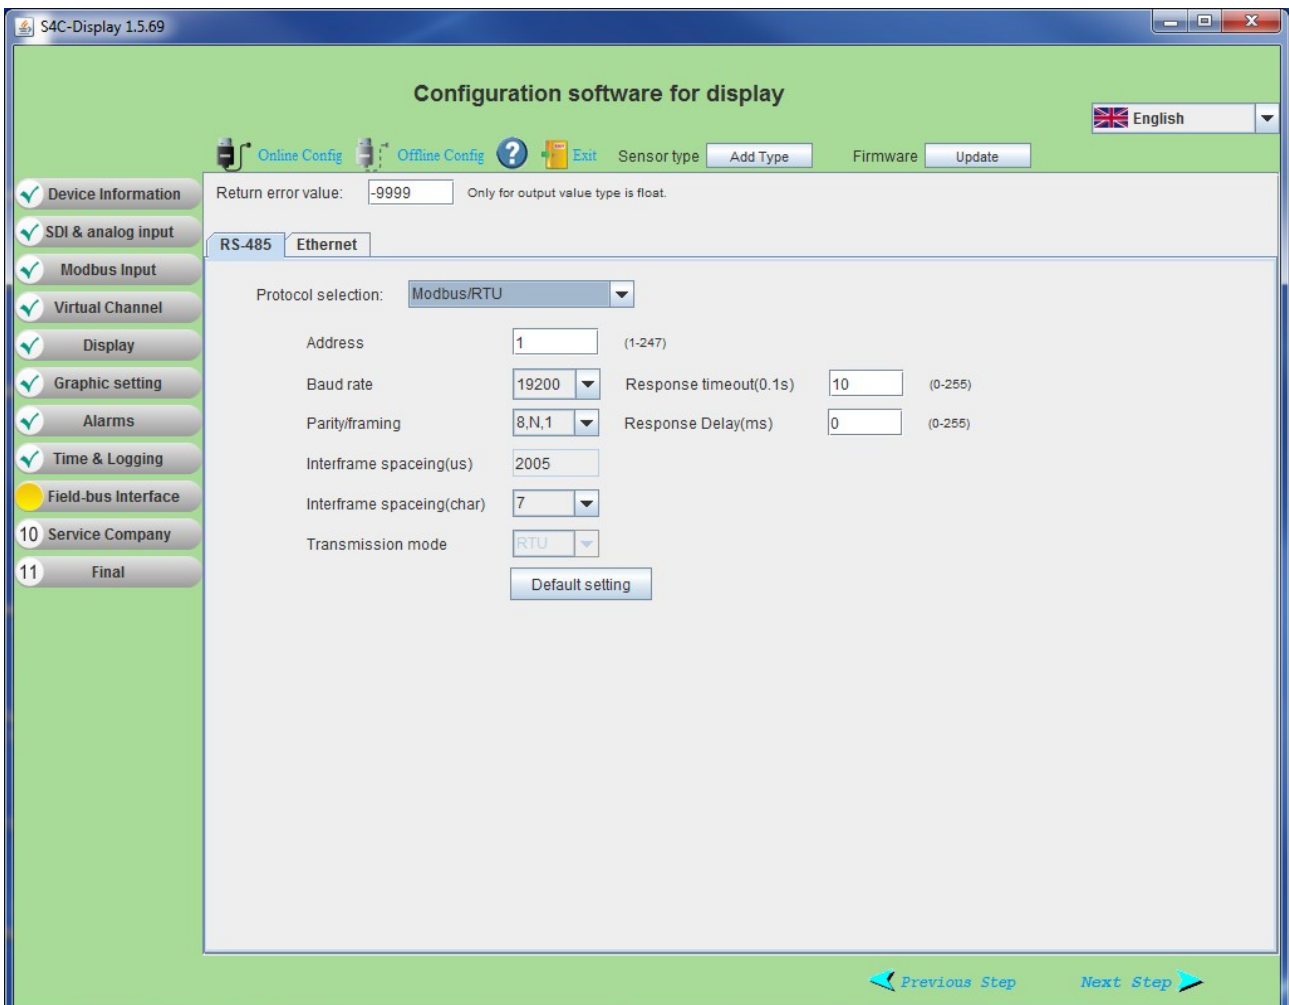 S4C-Display 1.5.69
Configuration software for display
English
Online Config Offline Config ? Exit Sensor type Add Type Firmware Update
Device Information
SDI & analog input
Modbus Input
Virtual Channel
Display
Graphic setting
Alarms
Time & Logging
Field-bus Interface
10 Service Company
11 Final
Return error value: -9999 Only for output value type is float.
RS-485 Ethernet
Protocol selection: Modbus/RTU
Address 1 (1-247)
Baud rate 19200 Response timeout(0.1s) 10 (0-255)
Parity/framing 8,N,1 Response Delay(ms) 0 (0-255)
Interframe spaceing(us) 2005
Interframe spaceing(char) 7
Transmission mode RTU
Default setting
Previous Step Next Step